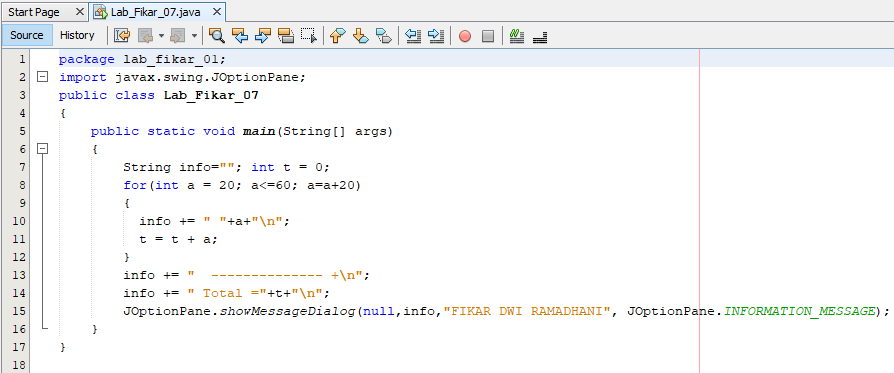 Start Page Lab_Fikar_07.java
Source History
1 package lab_fikar_01;
2 import javax.swing.JOptionPane;
3 public class Lab_Fikar_07
4 {
5     public static void main(String[] args)
6     {
7         String info=""; int t = 0;
8         for(int a = 20; a<=60; a=a+20)
9         {
10           info += " "+a+"\n";
11           t = t + a;
12         }
13         info += "  -------------- +\n";
14         info += " Total ="+t+"\n";
15         JOptionPane.showMessageDialog(null,info,"FIKAR DWI RAMADHANI", JOptionPane.INFORMATION_MESSAGE);
16     }
17 }
18